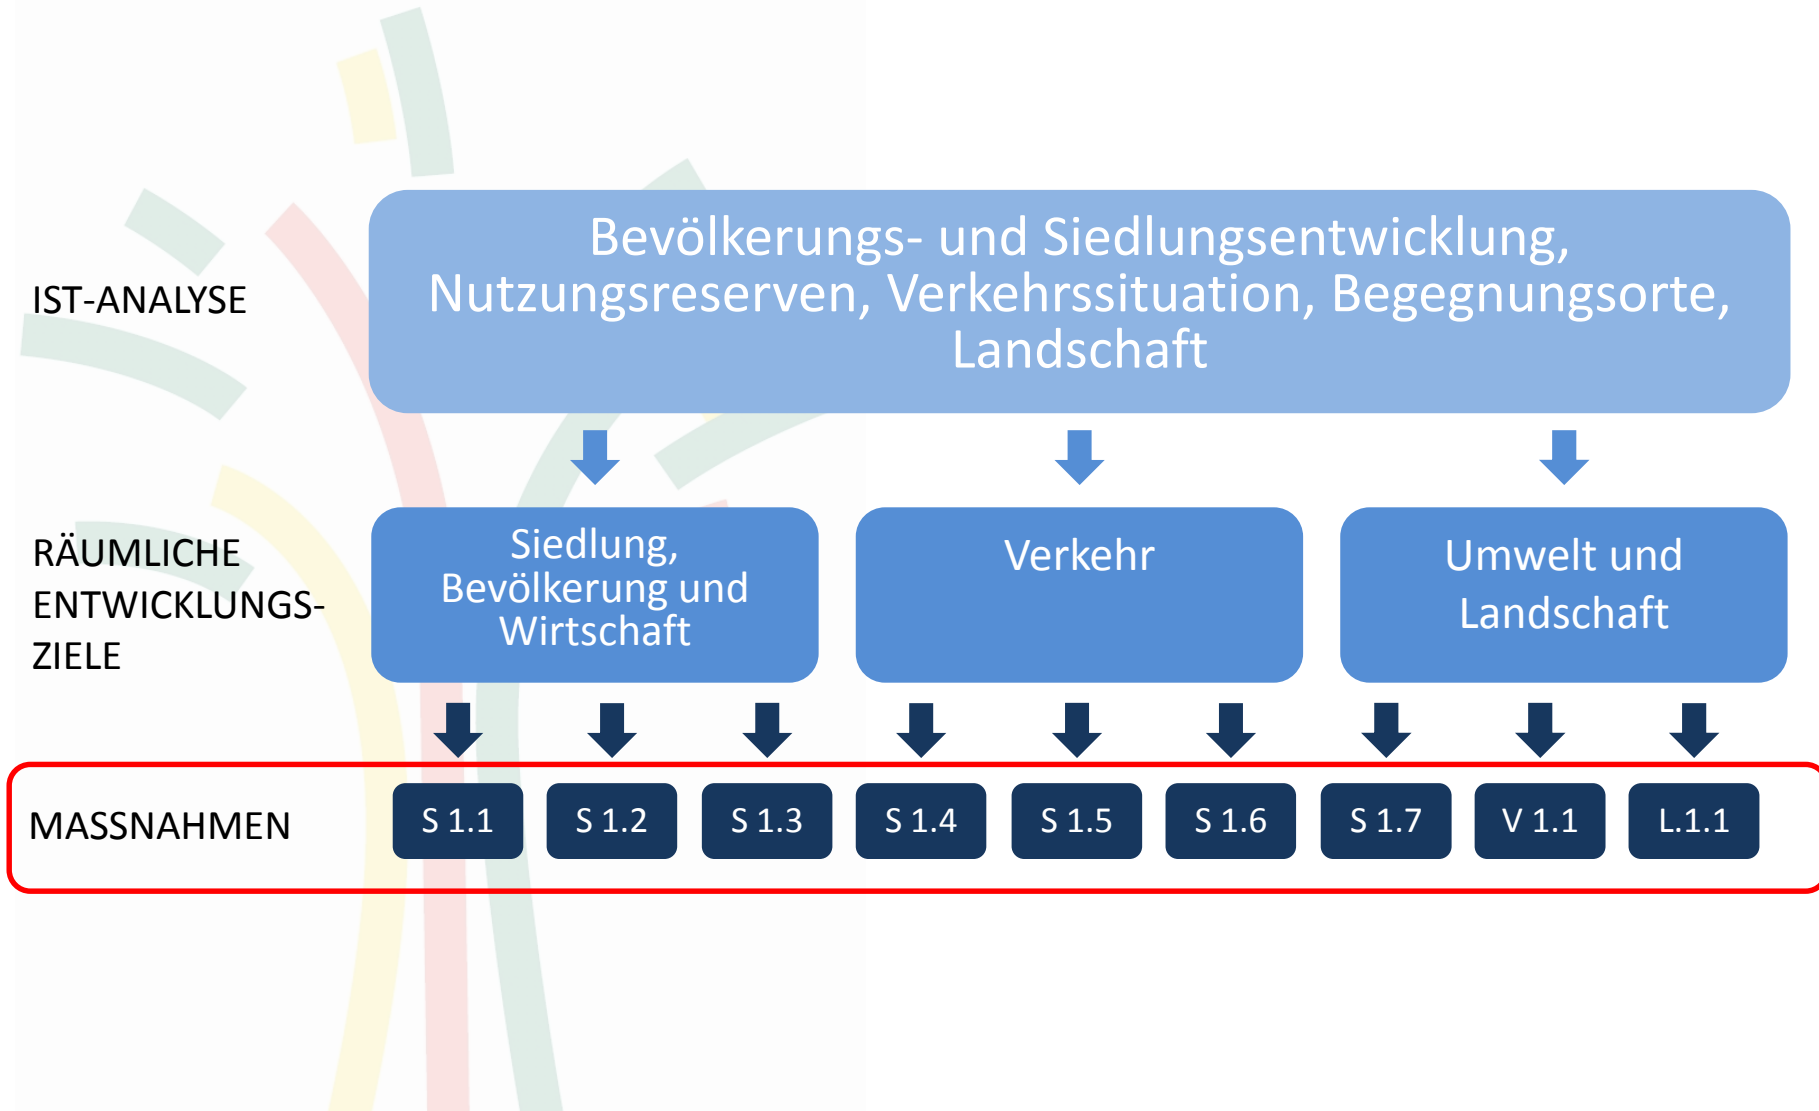 IST-ANALYSE
Bevölkerungs- und Siedlungsentwicklung,
Nutzungsreserven, Verkehrssituation, Begegnungsorte,
Landschaft
RÄUMLICHE
ENTWICKLUNGS-
ZIELE
Siedlung,
Bevölkerung und
Wirtschaft
Verkehr
Umwelt und
Landschaft
MASSNAHMEN
S 1.1
S 1.2
S 1.3
S 1.4
S 1.5
S 1.6
S 1.7
V 1.1
L.1.1